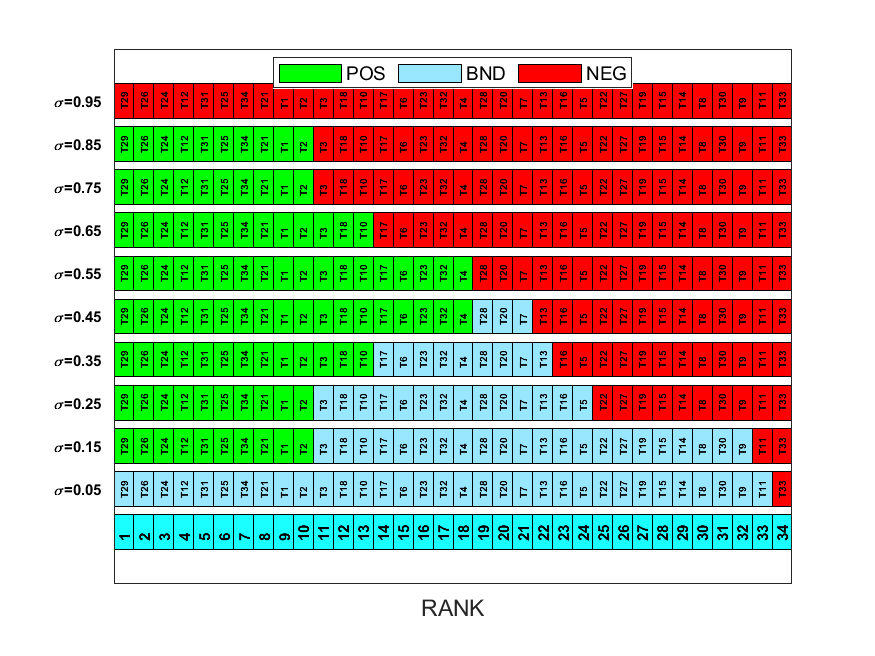 POS BND NEG
σ=0.95 T29 T26 T24 T12 T31 T25 T34 T21 T1 T2 T3 T18 T10 T17 T6 T23 T32 T4 T28 T20 T7 T13 T16 T5 T22 T27 T19 T15 T14 T8 T30 T9 T11 T33
σ=0.85 T29 T26 T24 T12 T31 T25 T34 T21 T1 T2 T3 T18 T10 T17 T6 T23 T32 T4 T28 T20 T7 T13 T16 T5 T22 T27 T19 T15 T14 T8 T30 T9 T11 T33
σ=0.75 T29 T26 T24 T12 T31 T25 T34 T21 T1 T2 T3 T18 T10 T17 T6 T23 T32 T4 T28 T20 T7 T13 T16 T5 T22 T27 T19 T15 T14 T8 T30 T9 T11 T33
σ=0.65 T29 T26 T24 T12 T31 T25 T34 T21 T1 T2 T3 T18 T10 T17 T6 T23 T32 T4 T28 T20 T7 T13 T16 T5 T22 T27 T19 T15 T14 T8 T30 T9 T11 T33
σ=0.55 T29 T26 T24 T12 T31 T25 T34 T21 T1 T2 T3 T18 T10 T17 T6 T23 T32 T4 T28 T20 T7 T13 T16 T5 T22 T27 T19 T15 T14 T8 T30 T9 T11 T33
σ=0.45 T29 T26 T24 T12 T31 T25 T34 T21 T1 T2 T3 T18 T10 T17 T6 T23 T32 T4 T28 T20 T7 T13 T16 T5 T22 T27 T19 T15 T14 T8 T30 T9 T11 T33
σ=0.35 T29 T26 T24 T12 T31 T25 T34 T21 T1 T2 T3 T18 T10 T17 T6 T23 T32 T4 T28 T20 T7 T13 T16 T5 T22 T27 T19 T15 T14 T8 T30 T9 T11 T33
σ=0.25 T29 T26 T24 T12 T31 T25 T34 T21 T1 T2 T3 T18 T10 T17 T6 T23 T32 T4 T28 T20 T7 T13 T16 T5 T22 T27 T19 T15 T14 T8 T30 T9 T11 T33
σ=0.15 T29 T26 T24 T12 T31 T25 T34 T21 T1 T2 T3 T18 T10 T17 T6 T23 T32 T4 T28 T20 T7 T13 T16 T5 T22 T27 T19 T15 T14 T8 T30 T9 T11 T33
σ=0.05 T29 T26 T24 T12 T31 T25 T34 T21 T1 T2 T3 T18 T10 T17 T6 T23 T32 T4 T28 T20 T7 T13 T16 T5 T22 T27 T19 T15 T14 T8 T30 T9 T11 T33
1 2 3 4 5 6 7 8 9 10 11 12 13 14 15 16 17 18 19 20 21 22 23 24 25 26 27 28 29 30 31 32 33 34
RANK